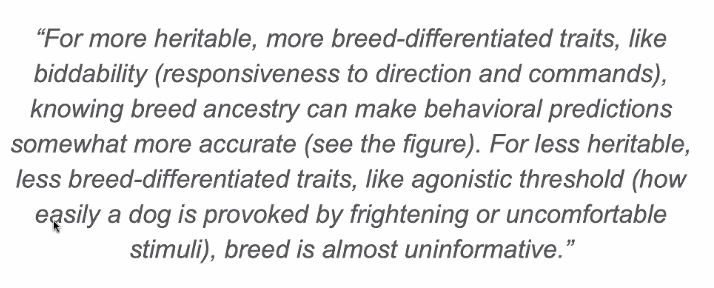 “For more heritable, more breed-differentiated traits, like
biddability (responsiveness to direction and commands),
knowing breed ancestry can make behavioral predictions
somewhat more accurate (see the figure). For less heritable,
less breed-differentiated traits, like agonistic threshold (how
easily a dog is provoked by frightening or uncomfortable
stimuli), breed is almost uninformative.”